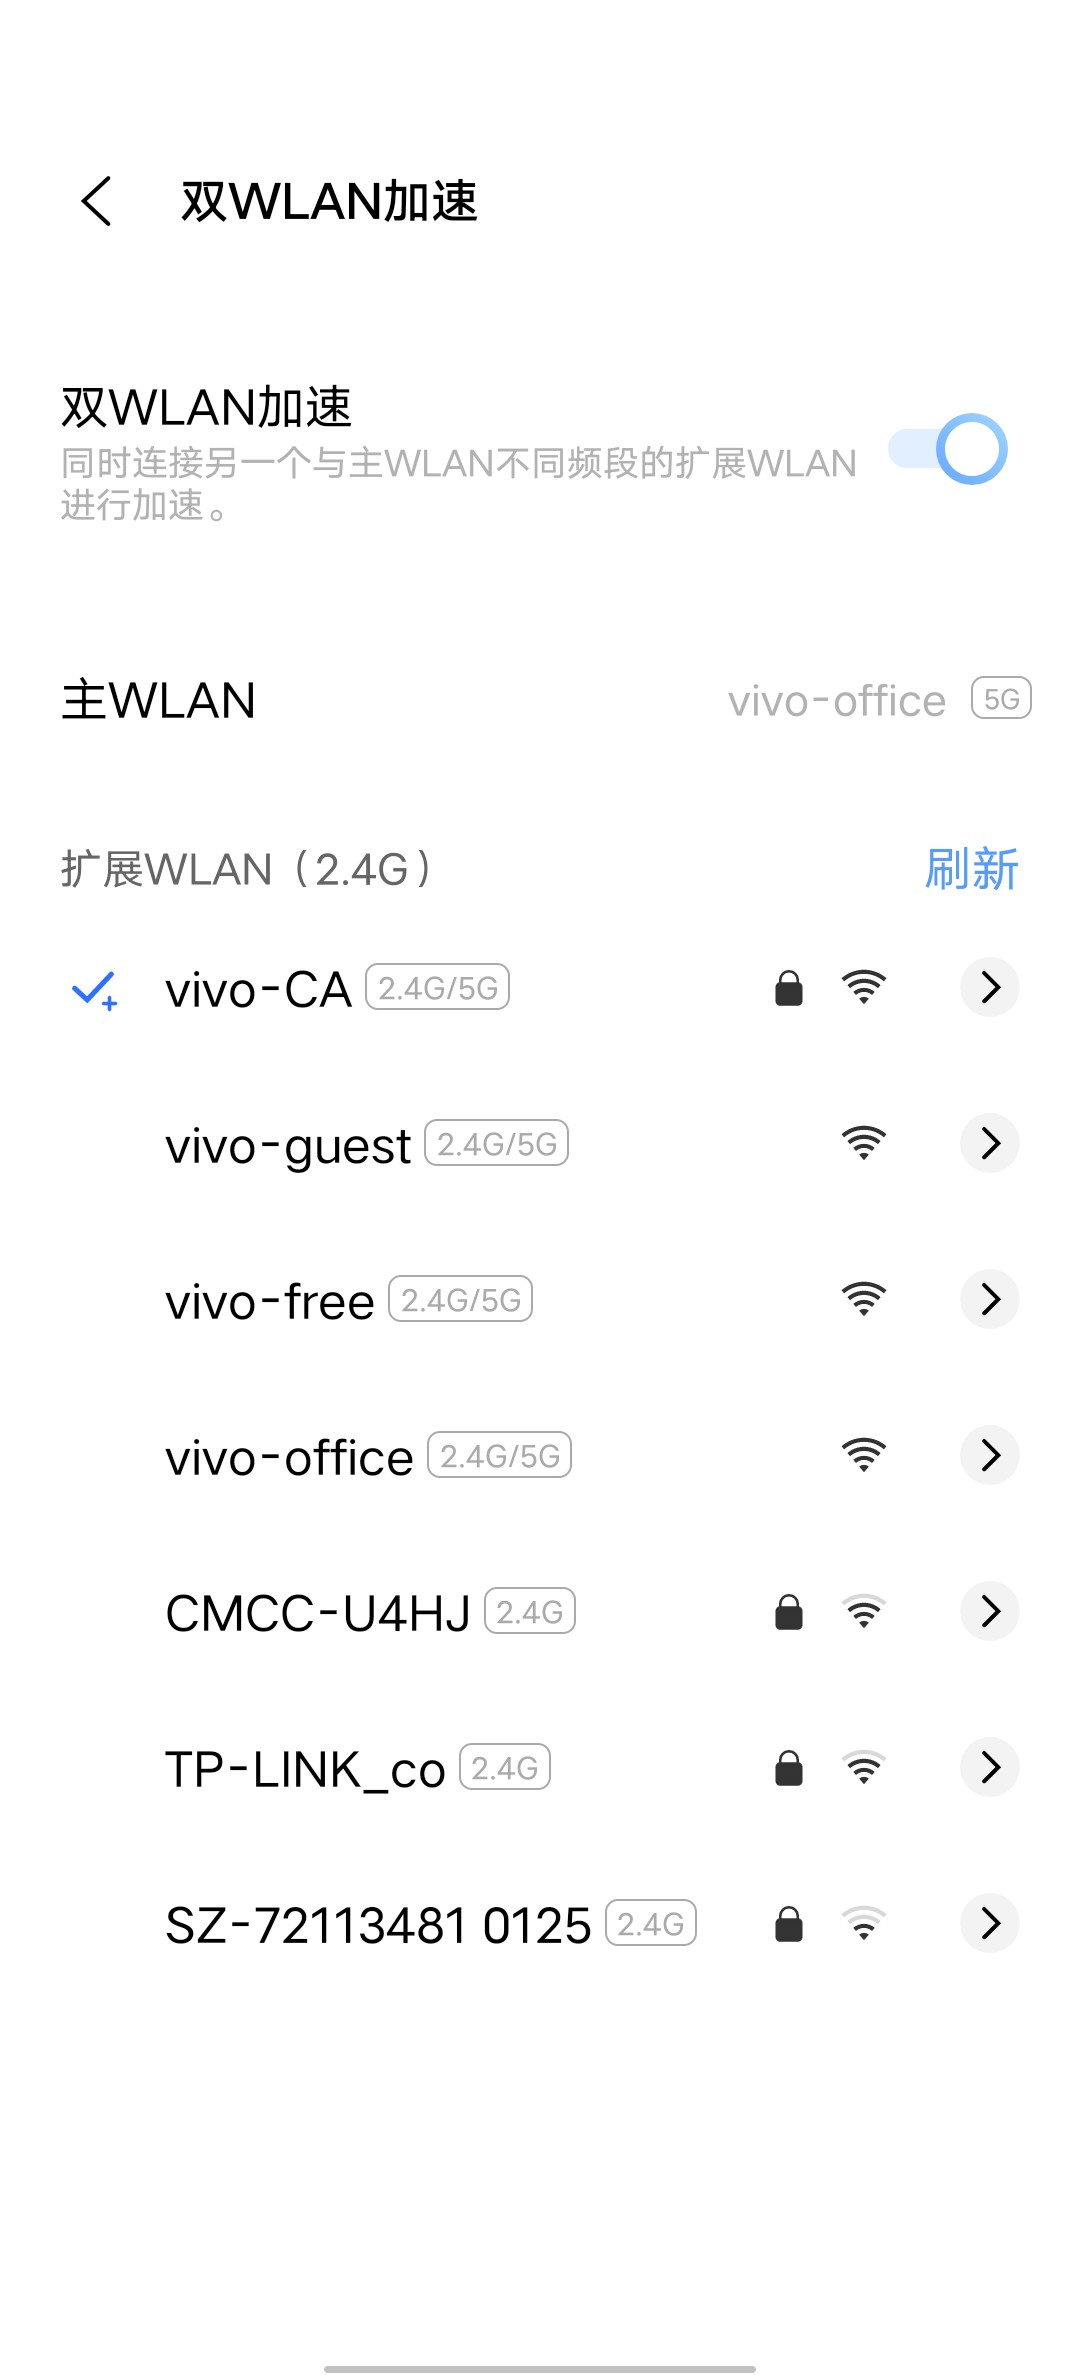 双WLAN加速
双WLAN加速
同时连接另一个与主WLAN不同频段的扩展WLAN
进行加速。
主WLAN vivo-office 5G
扩展WLAN（2.4G） 刷新
vivo-CA 2.4G/5G
vivo-guest 2.4G/5G
vivo-free 2.4G/5G
vivo-office 2.4G/5G
CMCC-U4HJ 2.4G
TP-LINK_co 2.4G
SZ-72113481 0125 2.4G